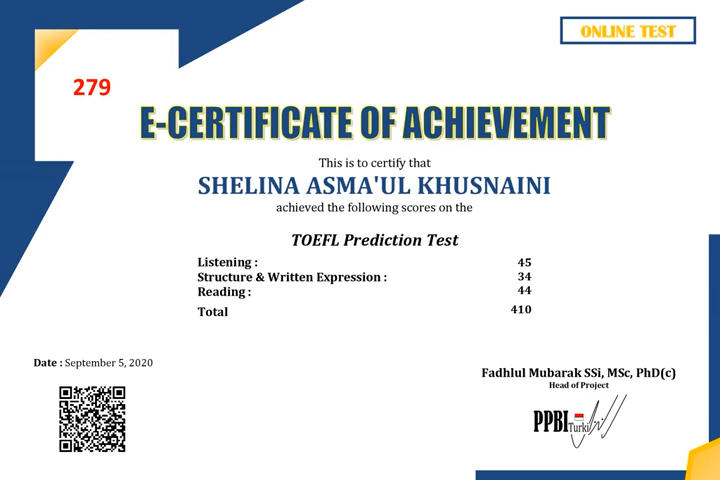 ONLINE TEST
279
E-CERTIFICATE OF ACHIEVEMENT
This is to certify that
SHELINA ASMA'UL KHUSNAINI
achieved the following scores on the
TOEFL Prediction Test
Listening : 45
Structure & Written Expression : 34
Reading : 44
Total 410
Date : September 5, 2020
Fadhlul Mubarak SSi, MSc, PhD(c)
Head of Project
PPBI Turki